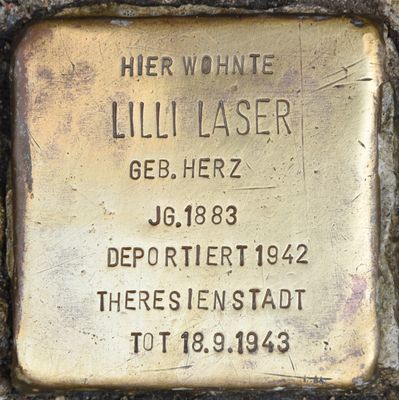 HIER WOHNTE
LILLI LASER
GEB. HERZ
JG. 1883
DEPORTIERT 1942
THERESIENSTADT
TOT 18.9.1943